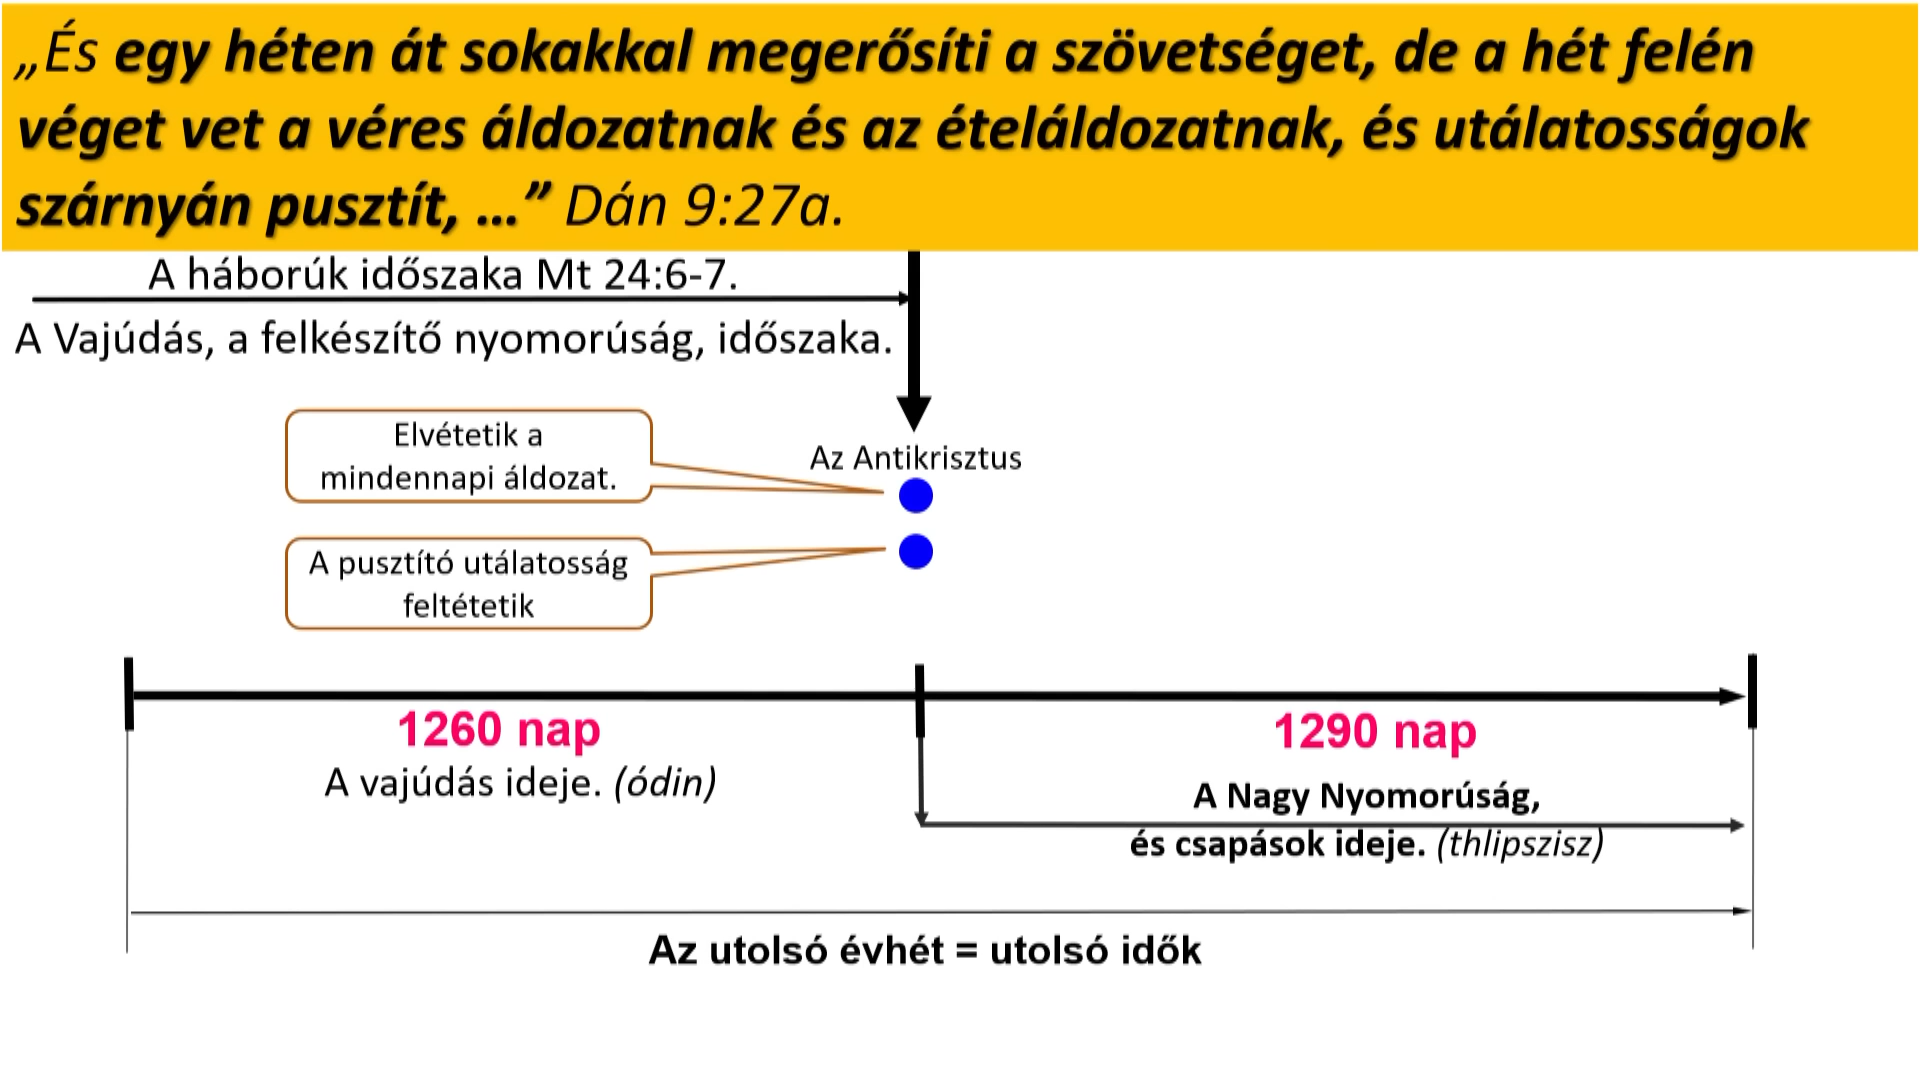 „És egy héten át sokakkal megerősíti a szövetséget, de a hét felén
véget vet a véres áldozatnak és az ételáldozatnak, és utálatosságok
szárnyán pusztít, …” Dán 9:27a.
A háborúk időszaka Mt 24:6-7.
A Vajúdás, a felkészítő nyomorúság, időszaka.
Elvétetik a
mindennapi áldozat.
Az Antikrisztus
A pusztító utálatosság
feltétetik
1260 nap
A vajúdás ideje. (ódin)
1290 nap
A Nagy Nyomorúság,
és csapások ideje. (thlipszisz)
Az utolsó évhét = utolsó idők